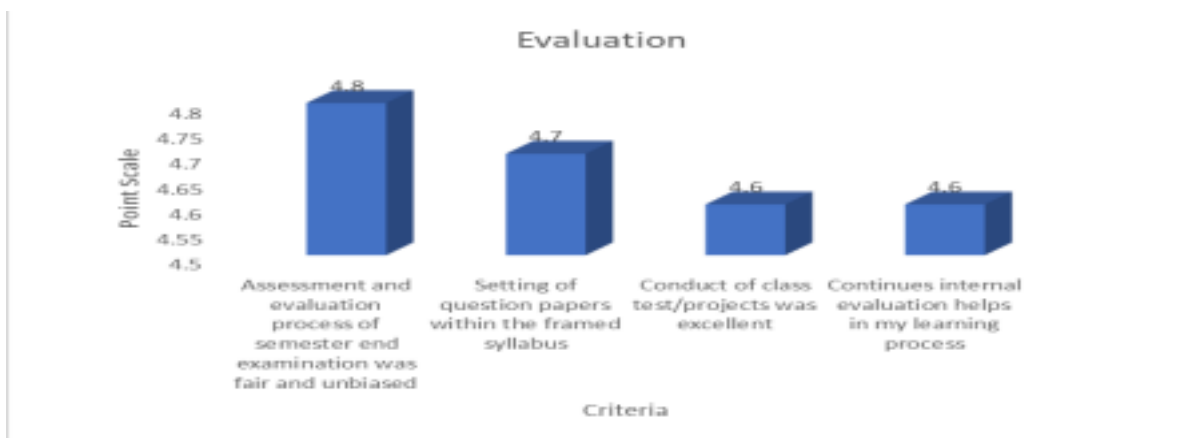 Evaluation
4.8
4.7
4.6
4.6
4.8
4.75
4.7
4.65
4.6
4.55
4.5
Point Scale
Assessment and
evaluation
process of
semester end
examination was
fair and unbiased
Setting of
question papers
within the framed
syllabus
Conduct of class
test/projects was
excellent
Continues internal
evaluation helps
in my learning
process
Criteria